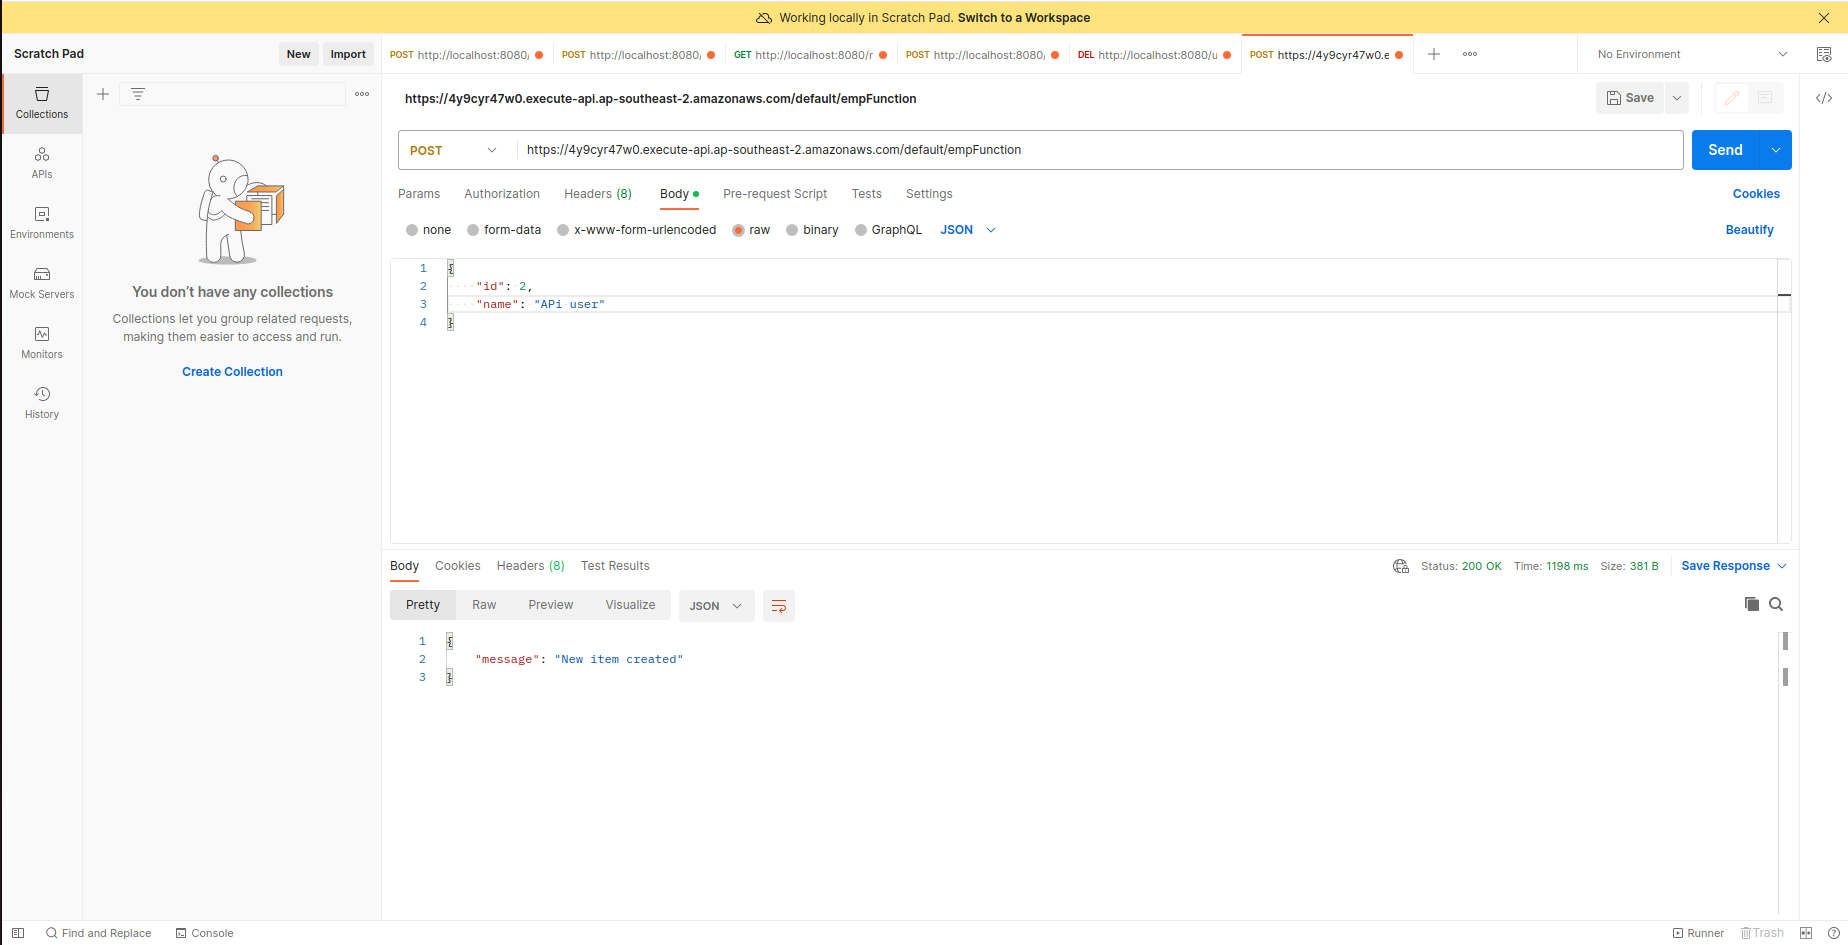 Working locally in Scratch Pad. Switch to a Workspace
Scratch Pad
New
Import
POST http://localhost:8080/
POST http://localhost:8080/
GET http://localhost:8080/r
POST http://localhost:8080/
DEL http://localhost:8080/u
POST https://4y9cyr47w0.e
No Environment
Collections
APIs
Environments
Mock Servers
Monitors
History
You don't have any collections
Collections let you group related requests,
making them easier to access and run.
Create Collection
https://4y9cyr47w0.execute-api.ap-southeast-2.amazonaws.com/default/empFunction
Save
POST
https://4y9cyr47w0.execute-api.ap-southeast-2.amazonaws.com/default/empFunction
Send
Params Authorization Headers (8) Body Pre-request Script Tests Settings
Cookies
none form-data x-www-form-urlencoded raw binary GraphQL JSON
Beautify
1 {
2 "id": 2,
3 "name": "APi user"
4 }
Body Cookies Headers (8) Test Results
Status: 200 OK Time: 1198 ms Size: 381 B
Save Response
Pretty Raw Preview Visualize JSON
1 {
2 "message": "New item created"
3 }
Find and Replace
Console
Runner
Trash